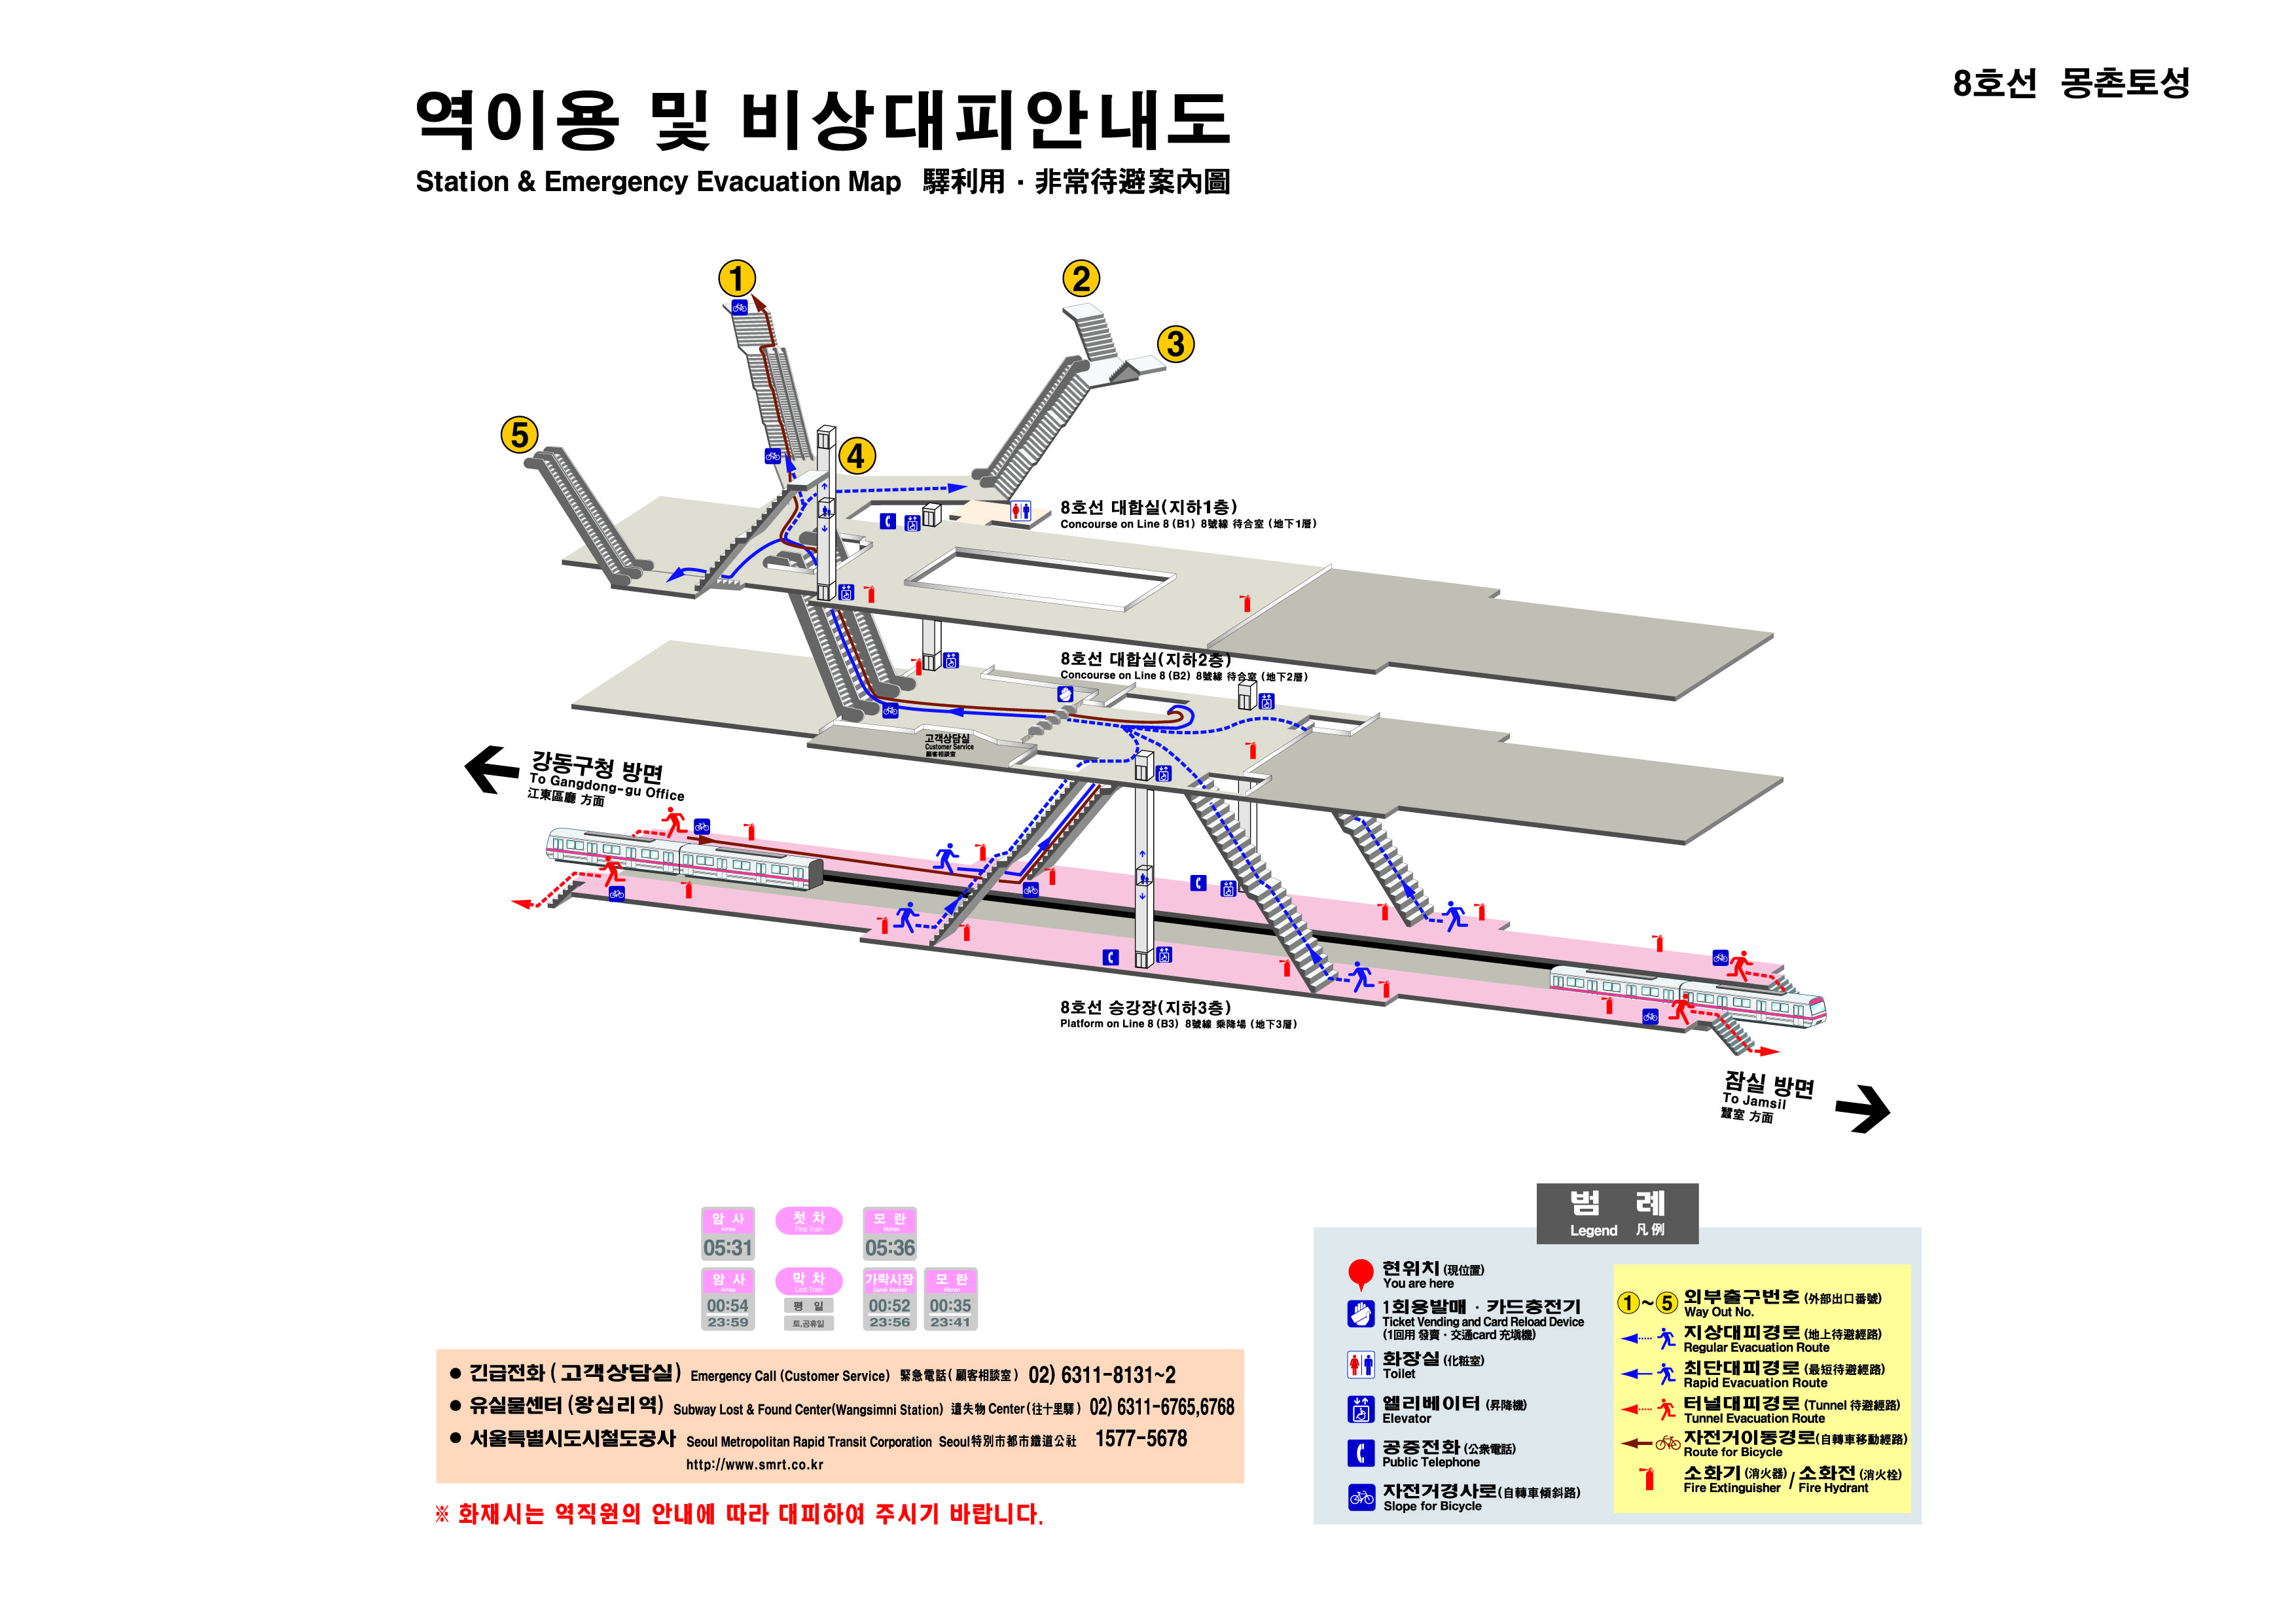 8호선 몽촌토성
역이용 및 비상대피안내도
Station & Emergency Evacuation Map 驛利用 · 非常待避案內圖
1
2
3
5
4
8호선 대합실(지하1층)
Concourse on Line 8 (B1) 8號線 待合室 (地下1層)
8호선 대합실(지하2층)
Concourse on Line 8 (B2) 8號線 待合室 (地下2層)
고객상담실
Customer Service
顧客相談室
강동구청 방면
To Gangdong-gu Office
江東區廳 方面
8호선 승강장(지하3층)
Platform on Line 8 (B3) 8號線 乘降場 (地下3層)
잠실 방면
To Jamsil
蠶室 方面
암 사 첫 차 모 란
Amsa First Train Moran
05:31 05:36
암 사 막 차 가락시장 모 란
Amsa Last Train Garak Market Moran
00:54 평 일 00:52 00:35
23:59 토,공휴일 23:56 23:41
● 긴급전화 ( 고객상담실 ) Emergency Call (Customer Service) 緊急電話 ( 顧客相談室 ) 02) 6311-8131~2
● 유실물센터 (왕십리역) Subway Lost & Found Center(Wangsimni Station) 遺失物 Center (往十里驛) 02) 6311-6765,6768
● 서울특별시도시철도공사 Seoul Metropolitan Rapid Transit Corporation Seoul特別市都市鐵道公社 1577-5678
http://www.smrt.co.kr
※ 화재시는 역직원의 안내에 따라 대피하여 주시기 바랍니다.
범 례
Legend 凡例
현위치 (現位置)
You are here
1회용발매 · 카드충전기
Ticket Vending and Card Reload Device
(1回用 發賣 · 交通card 充塡機)
화장실 (化粧室)
Toilet
엘리베이터 (昇降機)
Elevator
공중전화 (公衆電話)
Public Telephone
자전거경사로 (自轉車傾斜路)
Slope for Bicycle
1~5 외부출구번호 (外部出口番號)
Way Out No.
지상대피경로 (地上待避經路)
Regular Evacuation Route
최단대피경로 (最短待避經路)
Rapid Evacuation Route
터널대피경로 (Tunnel 待避經路)
Tunnel Evacuation Route
자전거이동경로 (自轉車移動經路)
Route for Bicycle
소화기 (消火器) / 소화전 (消火栓)
Fire Extinguisher / Fire Hydrant